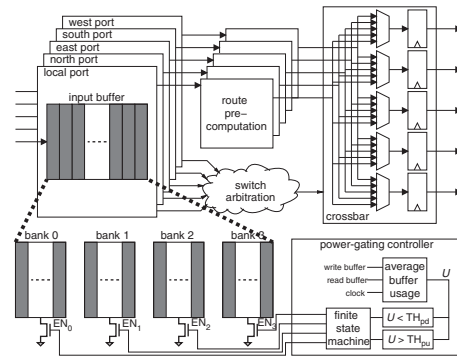 west port
south port
east port
north port
local port
input buffer
route
pre-
computation
switch
arbitration
crossbar
bank 0
bank 1
bank 2
bank 3
EN0
EN1
EN2
EN3
power-gating controller
write buffer
read buffer
clock
average
buffer
usage
U
finite
state
machine
U < THpd
U > THpu